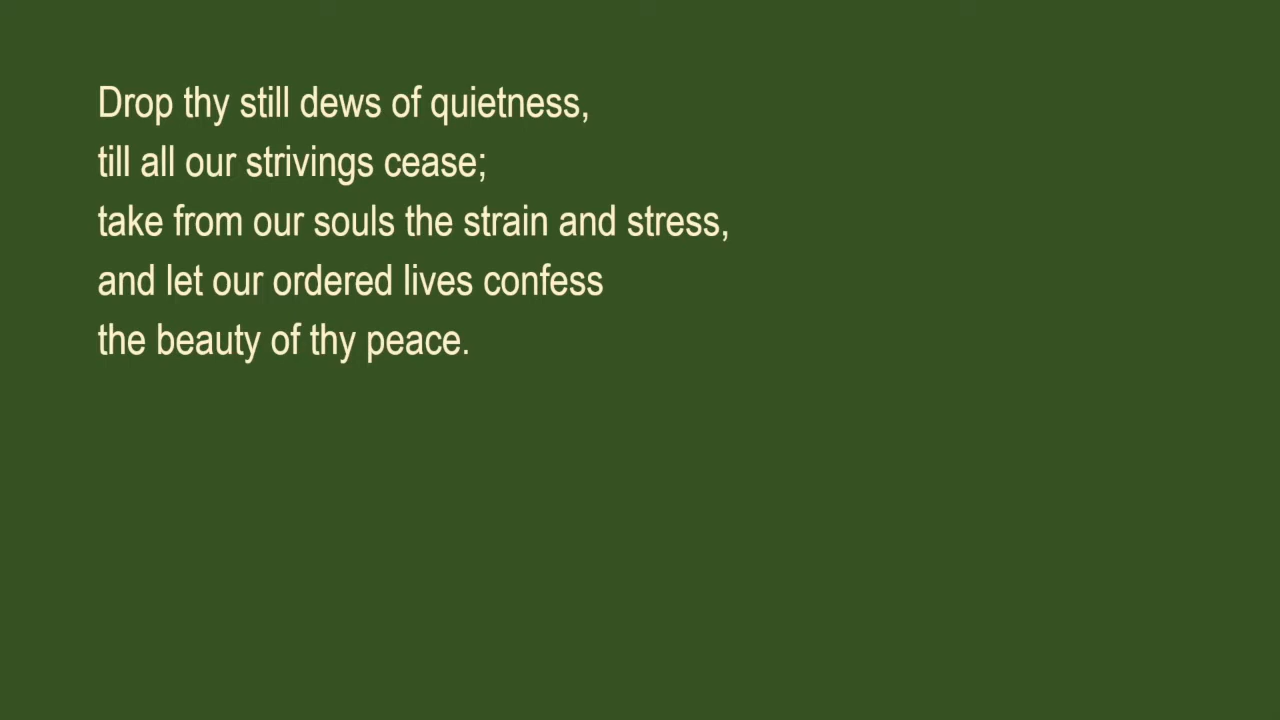 Drop thy still dews of quietness,
till all our strivings cease;
take from our souls the strain and stress,
and let our ordered lives confess
the beauty of thy peace.